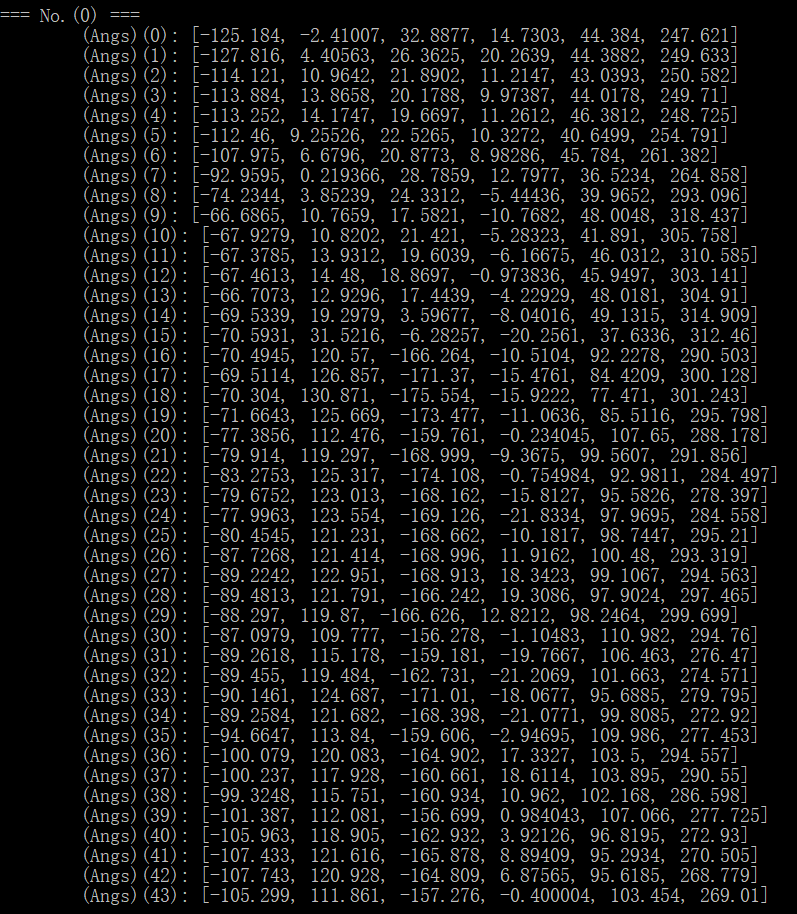 === No.(0) ===
(Angs)(0): [-125.184, -2.41007, 32.8877, 14.7303, 44.384, 247.621]
(Angs)(1): [-127.816, 4.40563, 26.3625, 20.2639, 44.3882, 249.633]
(Angs)(2): [-114.121, 10.9642, 21.8902, 11.2147, 43.0393, 250.582]
(Angs)(3): [-113.884, 13.8658, 20.1788, 9.97387, 44.0178, 249.71]
(Angs)(4): [-113.252, 14.1747, 19.6697, 11.2612, 46.3812, 248.725]
(Angs)(5): [-112.46, 9.25526, 22.5265, 10.3272, 40.6499, 254.791]
(Angs)(6): [-107.975, 6.6796, 20.8773, 8.98286, 45.784, 261.382]
(Angs)(7): [-92.9595, 0.219366, 28.7859, 12.7977, 36.5234, 264.858]
(Angs)(8): [-74.2344, 3.85239, 24.3312, -5.44436, 39.9652, 293.096]
(Angs)(9): [-66.6865, 10.7659, 17.5821, -10.7682, 48.0048, 318.437]
(Angs)(10): [-67.9279, 10.8202, 21.421, -5.28323, 41.891, 305.758]
(Angs)(11): [-67.3785, 13.9312, 19.6039, -6.16675, 46.0312, 310.585]
(Angs)(12): [-67.4613, 14.48, 18.8697, -0.973836, 45.9497, 303.141]
(Angs)(13): [-66.7073, 12.9296, 17.4439, -4.22929, 48.0181, 304.91]
(Angs)(14): [-69.5339, 19.2979, 3.59677, -8.04016, 49.1315, 314.909]
(Angs)(15): [-70.5931, 31.5216, -6.28257, -20.2561, 37.6336, 312.46]
(Angs)(16): [-70.4945, 120.57, -166.264, -10.5104, 92.2278, 290.503]
(Angs)(17): [-69.5114, 126.857, -171.37, -15.4761, 84.4209, 300.128]
(Angs)(18): [-70.304, 130.871, -175.554, -15.9222, 77.471, 301.243]
(Angs)(19): [-71.6643, 125.669, -173.477, -11.0636, 85.5116, 295.798]
(Angs)(20): [-77.3856, 112.476, -159.761, -0.234045, 107.65, 288.178]
(Angs)(21): [-79.914, 119.297, -168.999, -9.3675, 99.5607, 291.856]
(Angs)(22): [-83.2753, 125.317, -174.108, -0.754984, 92.9811, 284.497]
(Angs)(23): [-79.6752, 123.013, -168.162, -15.8127, 95.5826, 278.397]
(Angs)(24): [-77.9963, 123.554, -169.126, -21.8334, 97.9695, 284.558]
(Angs)(25): [-80.4545, 121.231, -168.662, -10.1817, 98.7447, 295.21]
(Angs)(26): [-87.7268, 121.414, -168.996, 11.9162, 100.48, 293.319]
(Angs)(27): [-89.2242, 122.951, -168.913, 18.3423, 99.1067, 294.563]
(Angs)(28): [-89.4813, 121.791, -166.242, 19.3086, 97.9024, 297.465]
(Angs)(29): [-88.297, 119.87, -166.626, 12.8212, 98.2464, 299.699]
(Angs)(30): [-87.0979, 109.777, -156.278, -1.10483, 110.982, 294.76]
(Angs)(31): [-89.2618, 115.178, -159.181, -19.7667, 106.463, 276.47]
(Angs)(32): [-89.455, 119.484, -162.731, -21.2069, 101.663, 274.571]
(Angs)(33): [-90.1461, 124.687, -171.01, -18.0677, 95.6885, 279.795]
(Angs)(34): [-89.2584, 121.682, -168.398, -21.0771, 99.8085, 272.92]
(Angs)(35): [-94.6647, 113.84, -159.606, -2.94695, 109.986, 277.453]
(Angs)(36): [-100.079, 120.083, -164.902, 17.3327, 103.5, 294.557]
(Angs)(37): [-100.237, 117.928, -160.661, 18.6114, 103.895, 290.55]
(Angs)(38): [-99.3248, 115.751, -160.934, 10.962, 102.168, 286.598]
(Angs)(39): [-101.387, 112.081, -156.699, 0.984043, 107.066, 277.725]
(Angs)(40): [-105.963, 118.905, -162.932, 3.92126, 96.8195, 272.93]
(Angs)(41): [-107.433, 121.616, -165.878, 8.89409, 95.2934, 270.505]
(Angs)(42): [-107.743, 120.928, -164.809, 6.87565, 95.6185, 268.779]
(Angs)(43): [-105.299, 111.861, -157.276, -0.400004, 103.454, 269.01]